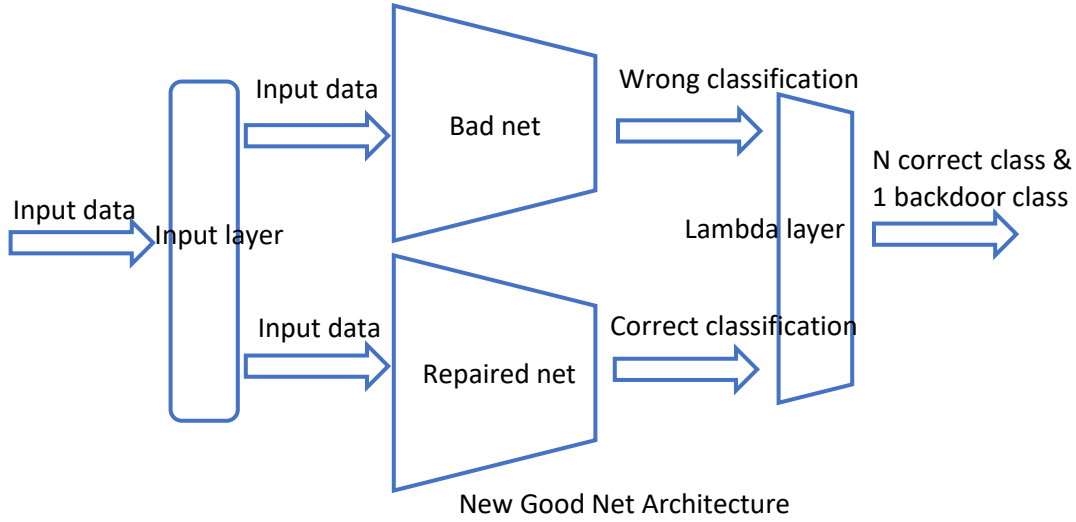 Input data
Input layer
Input data
Bad net
Wrong classification
Input data
Repaired net
Correct classification
Lambda layer
N correct class &
1 backdoor class
New Good Net Architecture